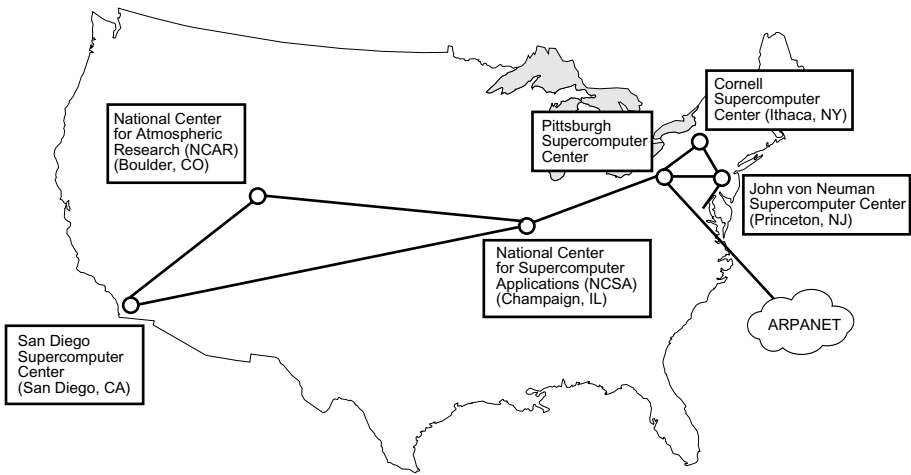 National Center
for Atmospheric
Research (NCAR)
(Boulder, CO)
Pittsburgh
Supercomputer
Center
Cornell
Supercomputer
Center (Ithaca, NY)
John von Neuman
Supercomputer Center
(Princeton, NJ)
National Center
for Supercomputer
Applications (NCSA)
(Champaign, IL)
ARPANET
San Diego
Supercomputer
Center
(San Diego, CA)